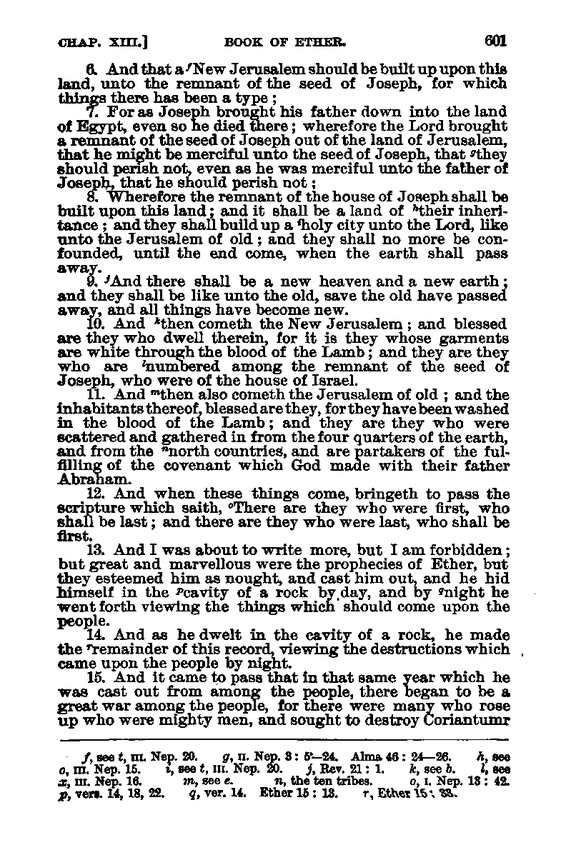 CHAP. XIII.] BOOK OF ETHER. 601
6. And that a fNew Jerusalem should be built up upon this
land, unto the remnant of the seed of Joseph, for which
things there has been a type;
7. For as Joseph brought his father down into the land
of Egypt, even so he died there; wherefore the Lord brought
a remnant of the seed of Joseph out of the land of Jerusalem,
that he might be merciful unto the seed of Joseph, that gthey
should perish not, even as he was merciful unto the father of
Joseph, that he should perish not:
8. Wherefore the remnant of the house of Joseph shall be
built upon this land; and it shall be a land of htheir inheri-
tance; and they shall build up a iholy city unto the Lord, like
unto the Jerusalem of old; and they shall no more be con-
founded, until the end come, when the earth shall pass
away.
9. jAnd there shall be a new heaven and a new earth;
and they shall be like unto the old, save the old have passed
away, and all things have become new.
10. And kthen cometh the New Jerusalem; and blessed
are they who dwell therein, for it is they whose garments
are white through the blood of the Lamb; and they are they
who are lnumbered among the remnant of the seed of
Joseph, who were of the house of Israel.
11. And mthen also cometh the Jerusalem of old; and the
inhabitants thereof, blessed are they, for they have been washed
in the blood of the Lamb; and they are they who were
scattered and gathered in from the four quarters of the earth,
and from the nnorth countries, and are partakers of the ful-
filling of the covenant which God made with their father
Abraham.
12. And when these things come, bringeth to pass the
scripture which saith, oThere are they who were first, who
shall be last; and there are they who were last, who shall be
first.
13. And I was about to write more, but I am forbidden;
but great and marvellous were the prophecies of Ether, but
they esteemed him as nought, and cast him out, and he hid
himself in the pcavity of a rock by day, and by qnight he
went forth viewing the things which should come upon the
people.
14. And as he dwelt in the cavity of a rock, he made
the rremainder of this record, viewing the destructions which
came upon the people by night.
15. And it came to pass that in that same year which he
was cast out from among the people, there began to be a
great war among the people, for there were many who rose
up who were mighty men, and sought to destroy Coriantumr
f, see t, III. Nep. 20. g, II. Nep. 3: 5—24. Alma 46: 24—26. h, see
o, III. Nep. 15. i, see t, III. Nep. 20. j, Rev. 21: 1. k, see b. l, see
x, III. Nep. 16. m, see e. n, the ten tribes. o, I. Nep. 13: 42.
p, vers. 14, 18, 22. q, ver. 14. Ether 15: 13. r, Ether 15: 33.